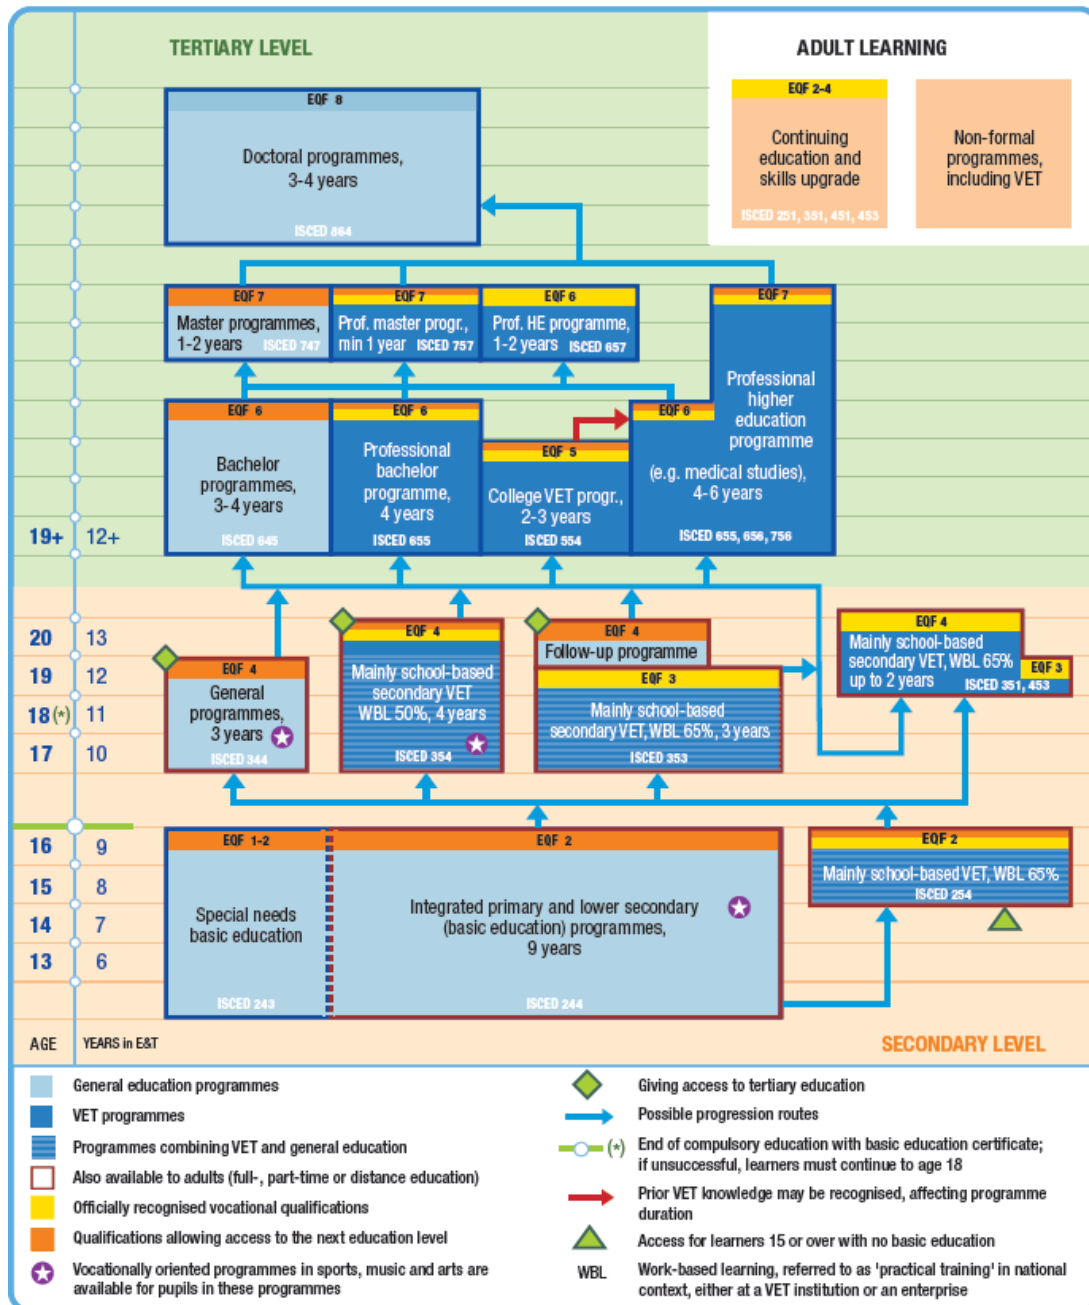 TERTIARY LEVEL
ADULT LEARNING
EQF 8
Doctoral programmes,
3-4 years
ISCED 864
EQF 2-4
Continuing
education and
skills upgrade
ISCED 251, 351, 451, 453
Non-formal
programmes,
including VET
EQF 7
Master programmes,
1-2 years ISCED 747
EQF 7
Prof. master progr.,
min 1 year ISCED 757
EQF 6
Prof. HE programme,
1-2 years ISCED 657
EQF 7
Professional
higher
education
programme
EQF 6
(e.g. medical studies),
4-6 years
ISCED 655, 656, 756
EQF 6
Bachelor
programmes,
3-4 years
ISCED 645
EQF 6
Professional
bachelor
programme,
4 years
ISCED 655
EQF 5
College VET progr.,
2-3 years
ISCED 554
19+ 12+
20 13
19 12
18 (*) 11
17 10
EQF 4
General
programmes,
3 years
ISCED 344
EQF 4
Mainly school-based
secondary VET
WBL 50%, 4 years
ISCED 354
EQF 4
Follow-up programme
EQF 3
Mainly school-based
secondary VET, WBL 65%, 3 years
ISCED 353
EQF 4
Mainly school-based
secondary VET, WBL 65%
up to 2 years
EQF 3
ISCED 351, 453
16 9
15 8
14 7
13 6
EQF 1-2
Special needs
basic education
ISCED 243
EQF 2
Integrated primary and lower secondary
(basic education) programmes,
9 years
ISCED 244
EQF 2
Mainly school-based VET, WBL 65%
ISCED 254
AGE
YEARS in E&T
SECONDARY LEVEL
General education programmes
VET programmes
Programmes combining VET and general education
Also available to adults (full-, part-time or distance education)
Officially recognised vocational qualifications
Qualifications allowing access to the next education level
Vocationally oriented programmes in sports, music and arts are
available for pupils in these programmes
Giving access to tertiary education
Possible progression routes
(*) End of compulsory education with basic education certificate;
if unsuccessful, learners must continue to age 18
Prior VET knowledge may be recognised, affecting programme
duration
Access for learners 15 or over with no basic education
WBL Work-based learning, referred to as 'practical training' in national
context, either at a VET institution or an enterprise